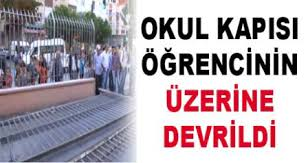 OKUL KAPISI
ÖĞRENCİNİN
ÜZERİNE
DEVRİLDİ